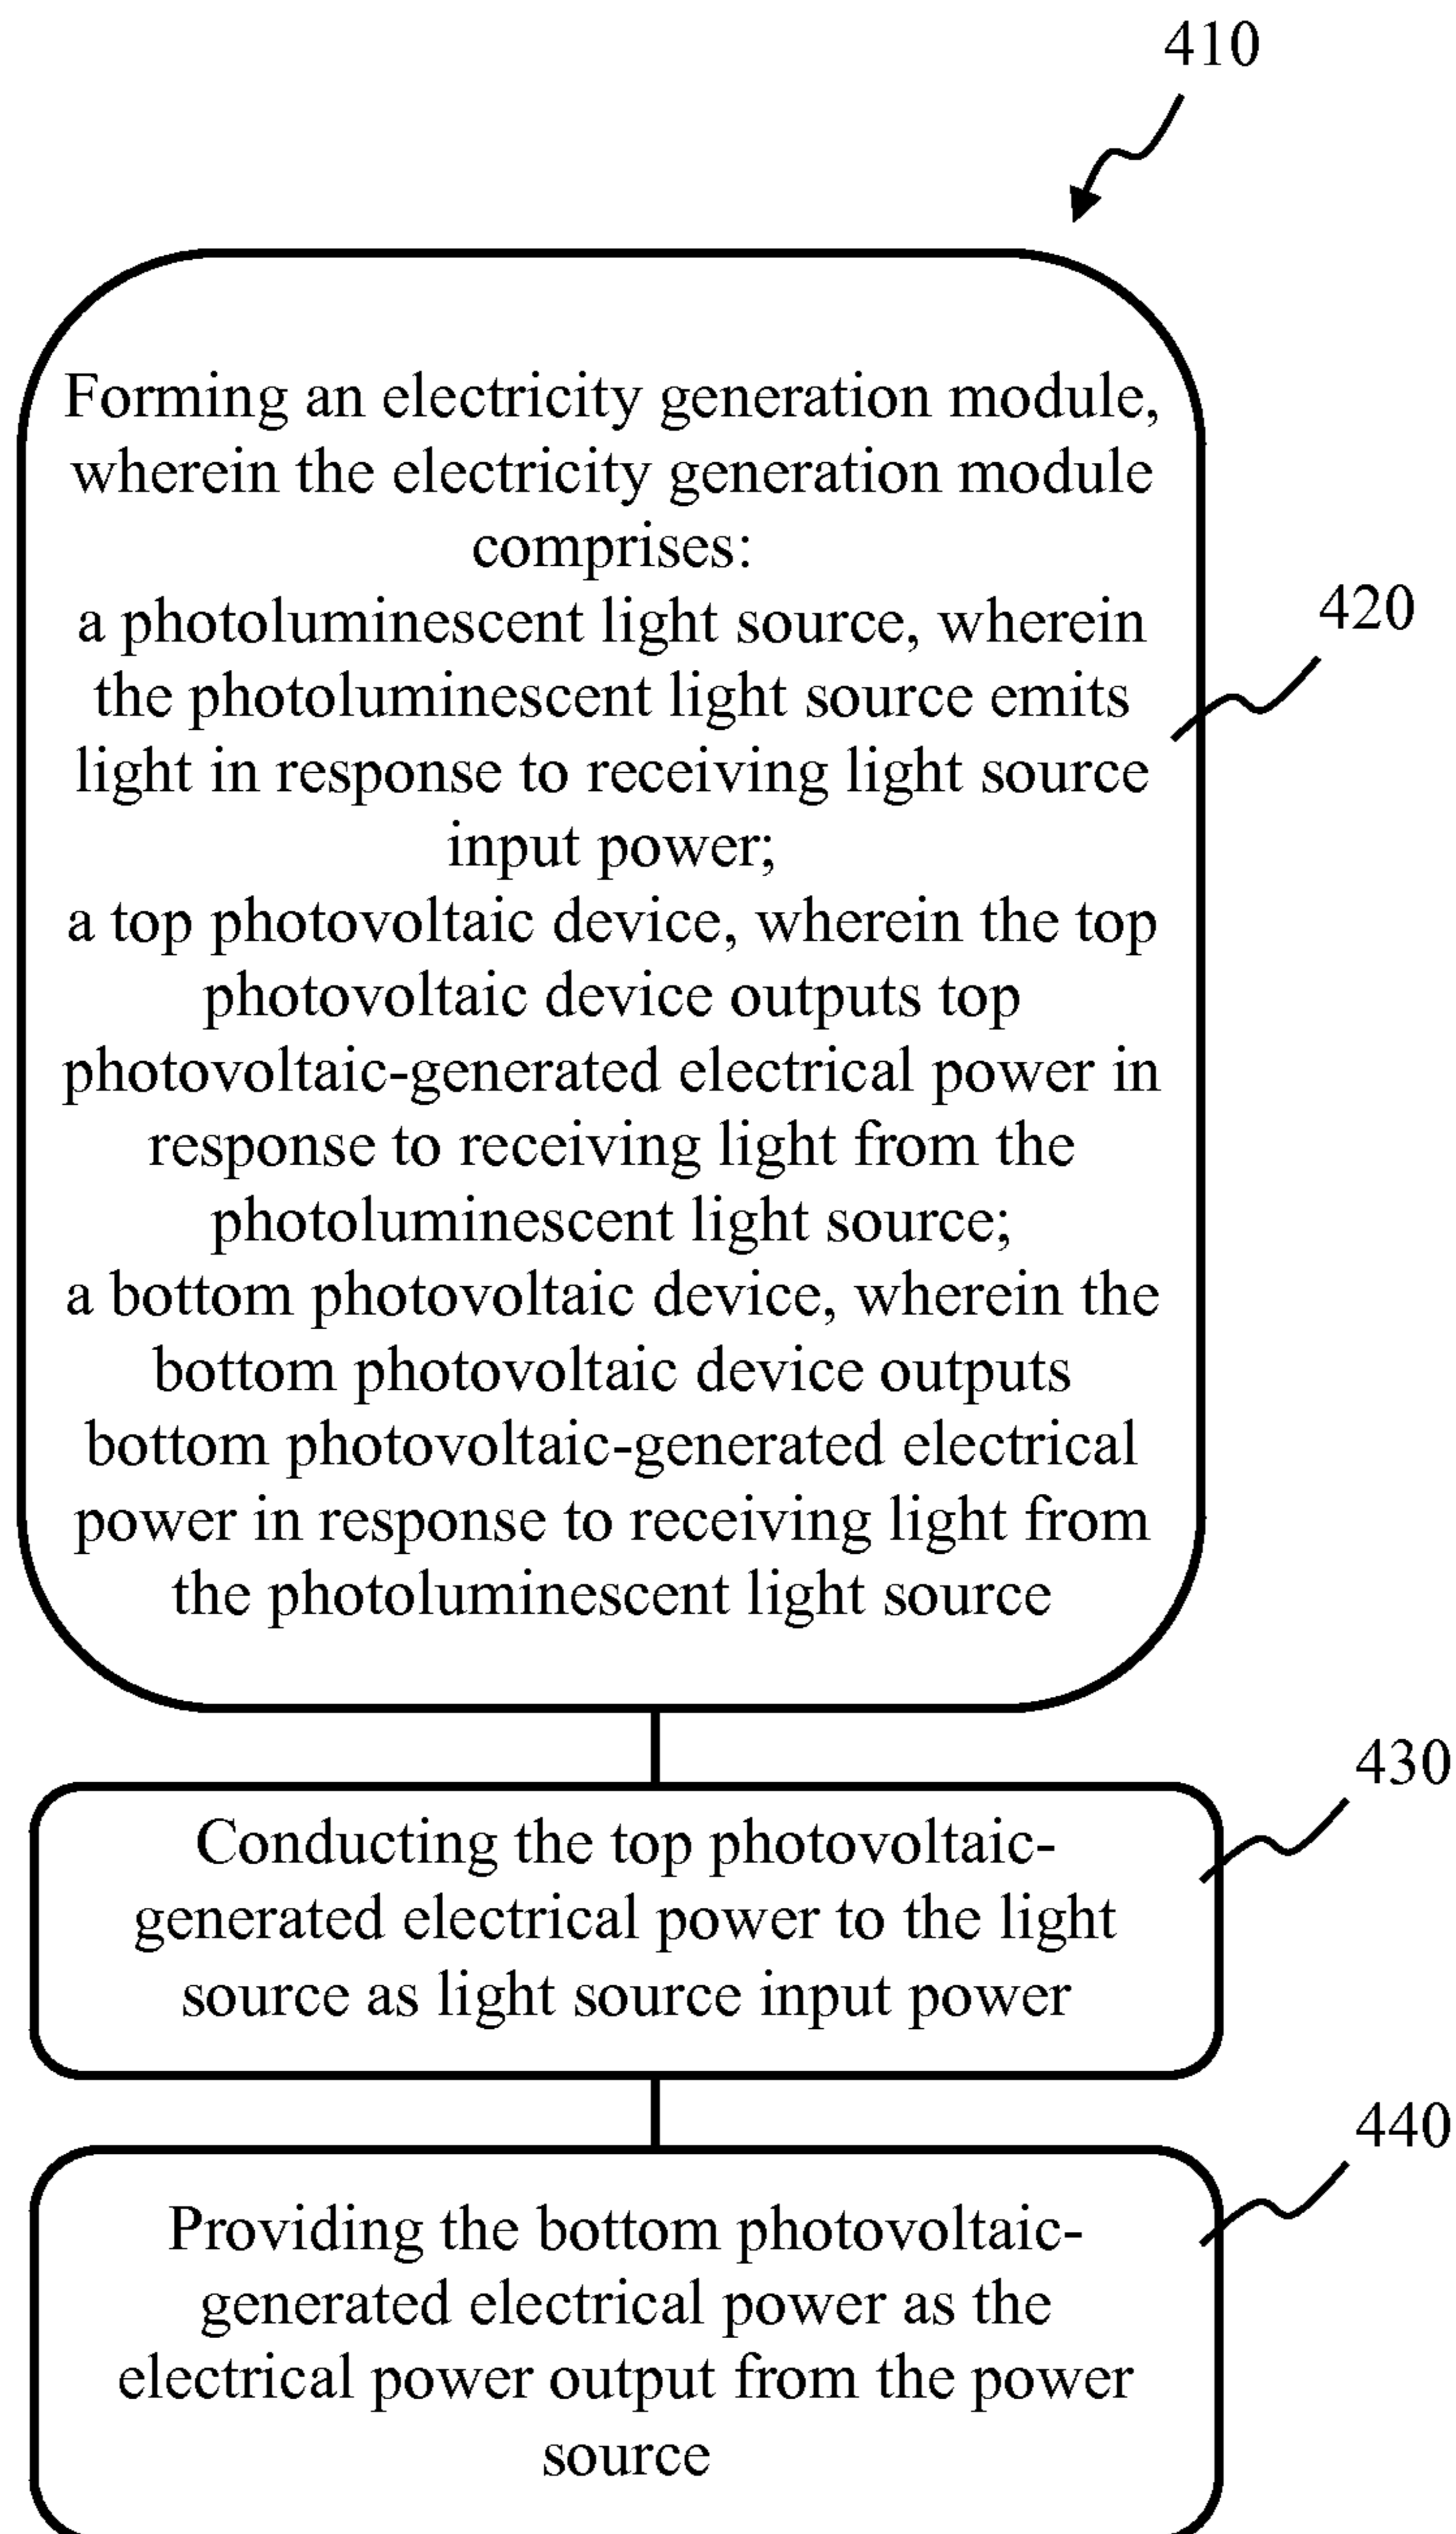 410
Forming an electricity generation module,
wherein the electricity generation module
comprises:
a photoluminescent light source, wherein
the photoluminescent light source emits
light in response to receiving light source
input power;
a top photovoltaic device, wherein the top
photovoltaic device outputs top
photovoltaic-generated electrical power in
response to receiving light from the
photoluminescent light source;
a bottom photovoltaic device, wherein the
bottom photovoltaic device outputs
bottom photovoltaic-generated electrical
power in response to receiving light from
the photoluminescent light source
420
Conducting the top photovoltaic-
generated electrical power to the light
source as light source input power
430
Providing the bottom photovoltaic-
generated electrical power as the
electrical power output from the power
source
440